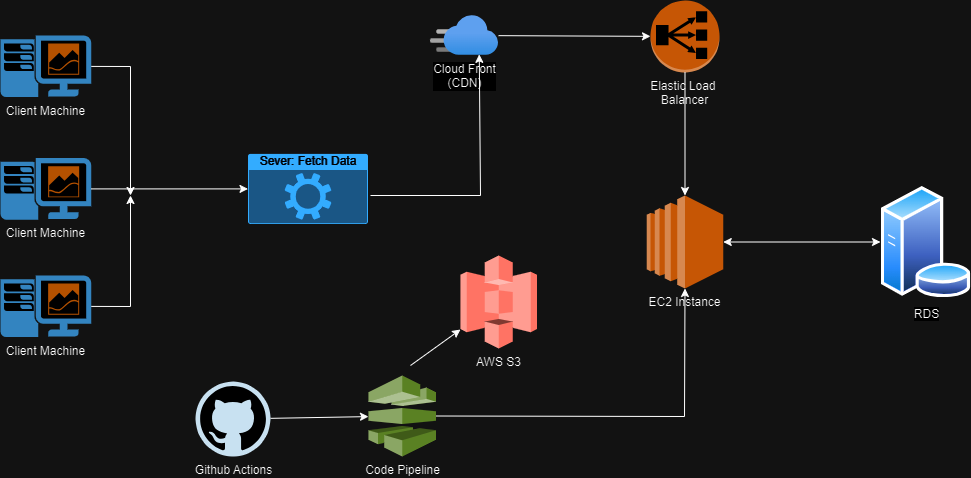 Cloud Front
(CDN)
Elastic Load
Balancer
Client Machine
Sever: Fetch Data
Client Machine
EC2 Instance
RDS
Client Machine
AWS S3
Github Actions
Code Pipeline